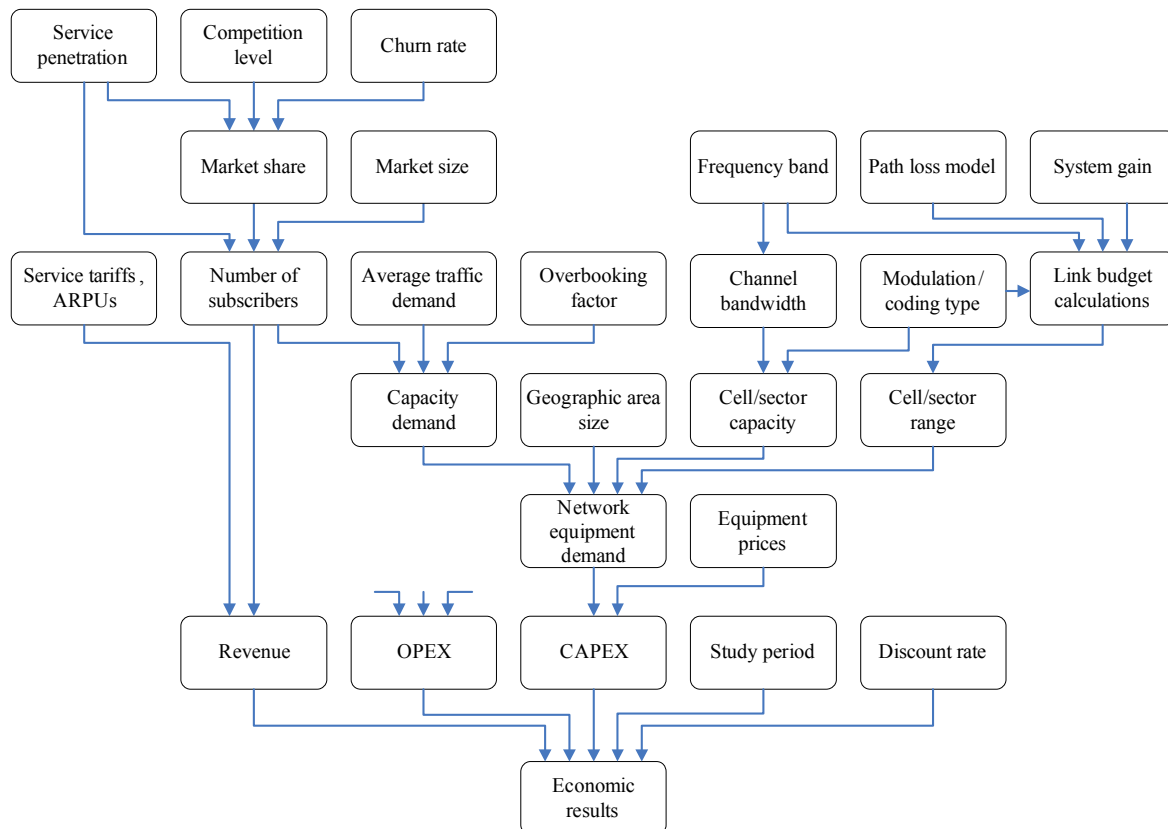 Service
penetration
Competition
level
Churn rate
Market share
Market size
Frequency band
Path loss model
System gain
Service tariffs ,
ARPUs
Number of
subscribers
Average traffic
demand
Overbooking
factor
Channel
bandwidth
Modulation/
coding type
Link budget
calculations
Capacity
demand
Geographic area
size
Cell/sector
capacity
Cell/sector
range
Network
equipment
demand
Equipment
prices
Revenue
OPEX
CAPEX
Study period
Discount rate
Economic
results